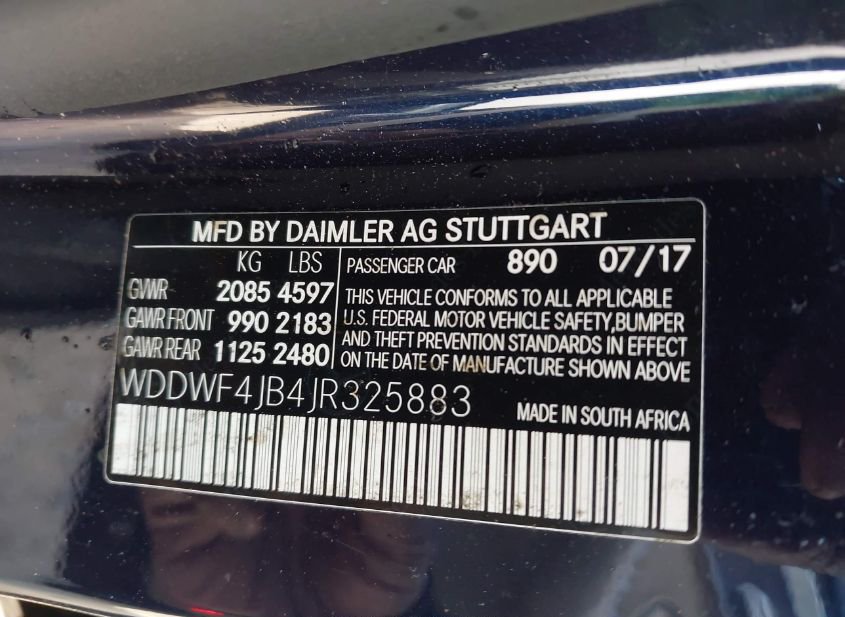 MFD BY DAIMLER AG STUTTGART
KG LBS
GVWR 2085 4597
GAWR FRONT 990 2183
GAWR REAR 1125 2480
PASSENGER CAR 890 07/17
THIS VEHICLE CONFORMS TO ALL APPLICABLE
U.S. FEDERAL MOTOR VEHICLE SAFETY,BUMPER
AND THEFT PREVENTION STANDARDS IN EFFECT
ON THE DATE OF MANUFACTURE SHOWN ABOVE
WDDWF4JB4JR325883
MADE IN SOUTH AFRICA